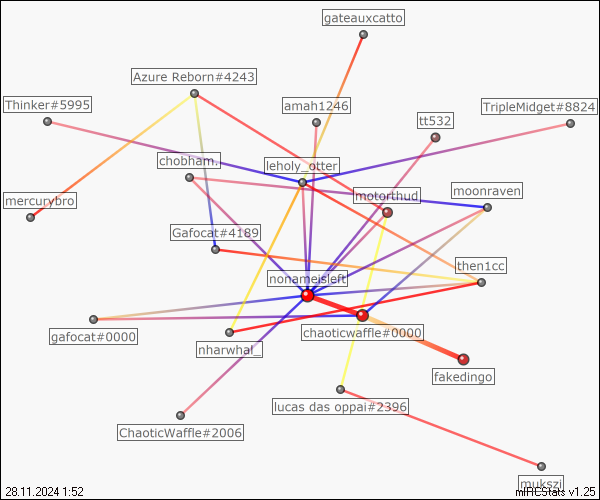 gateauxcatto
Azure Reborn#4243
Thinker#5995
amah1246
TripleMidget#8824
tt532
chobham.
leholy_otter
moonraven
mercurybro
motorthud
Gafocat#4189
then1cc
nonameisleft
gafocat#0000
chaoticwaffle#0000
nharwhal_
fakedingo
lucas das oppai#2396
ChaoticWaffle#2006
mukszi
28.11.2024 1:52
mIRCStats v1.25